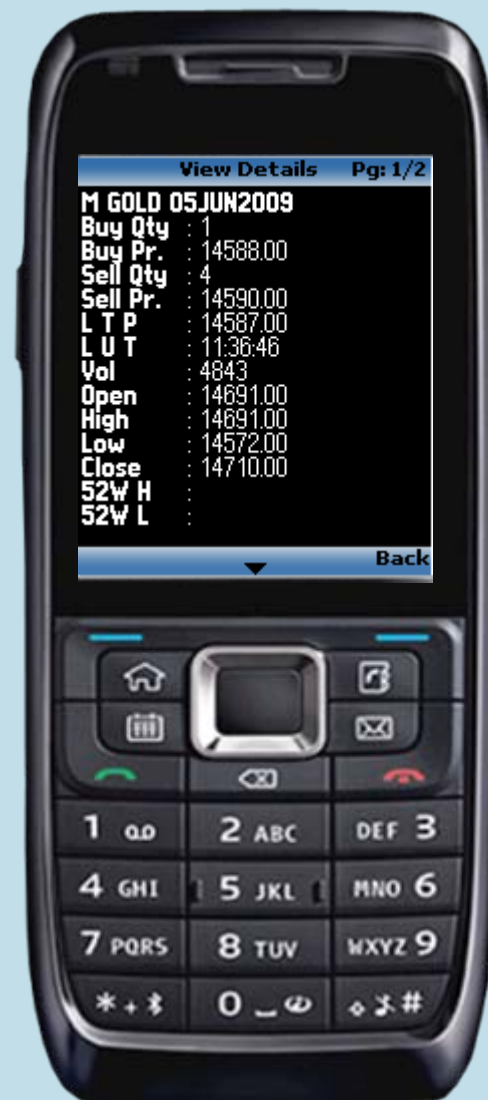 View Details Pg: 1/2
M GOLD 05JUN2009
Buy Qty : 1
Buy Pr. : 14588.00
Sell Qty : 4
Sell Pr. : 14590.00
L T P : 14587.00
L U T : 11:36:46
Vol : 4843
Open : 14691.00
High : 14691.00
Low : 14572.00
Close : 14710.00
52W H :
52W L :
Back
1 2 ABC DEF 3
4 GHI 5 JKL MNO 6
7 PQRS 8 TUV WXYZ 9
* + 0 #